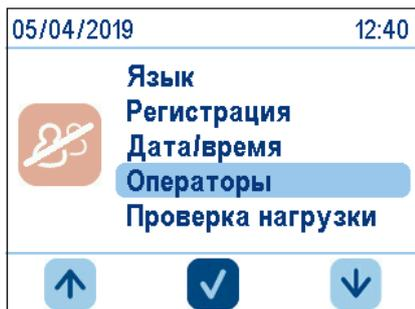 05/04/2019 12:40
Язык
Регистрация
Дата/время
Операторы
Проверка нагрузки